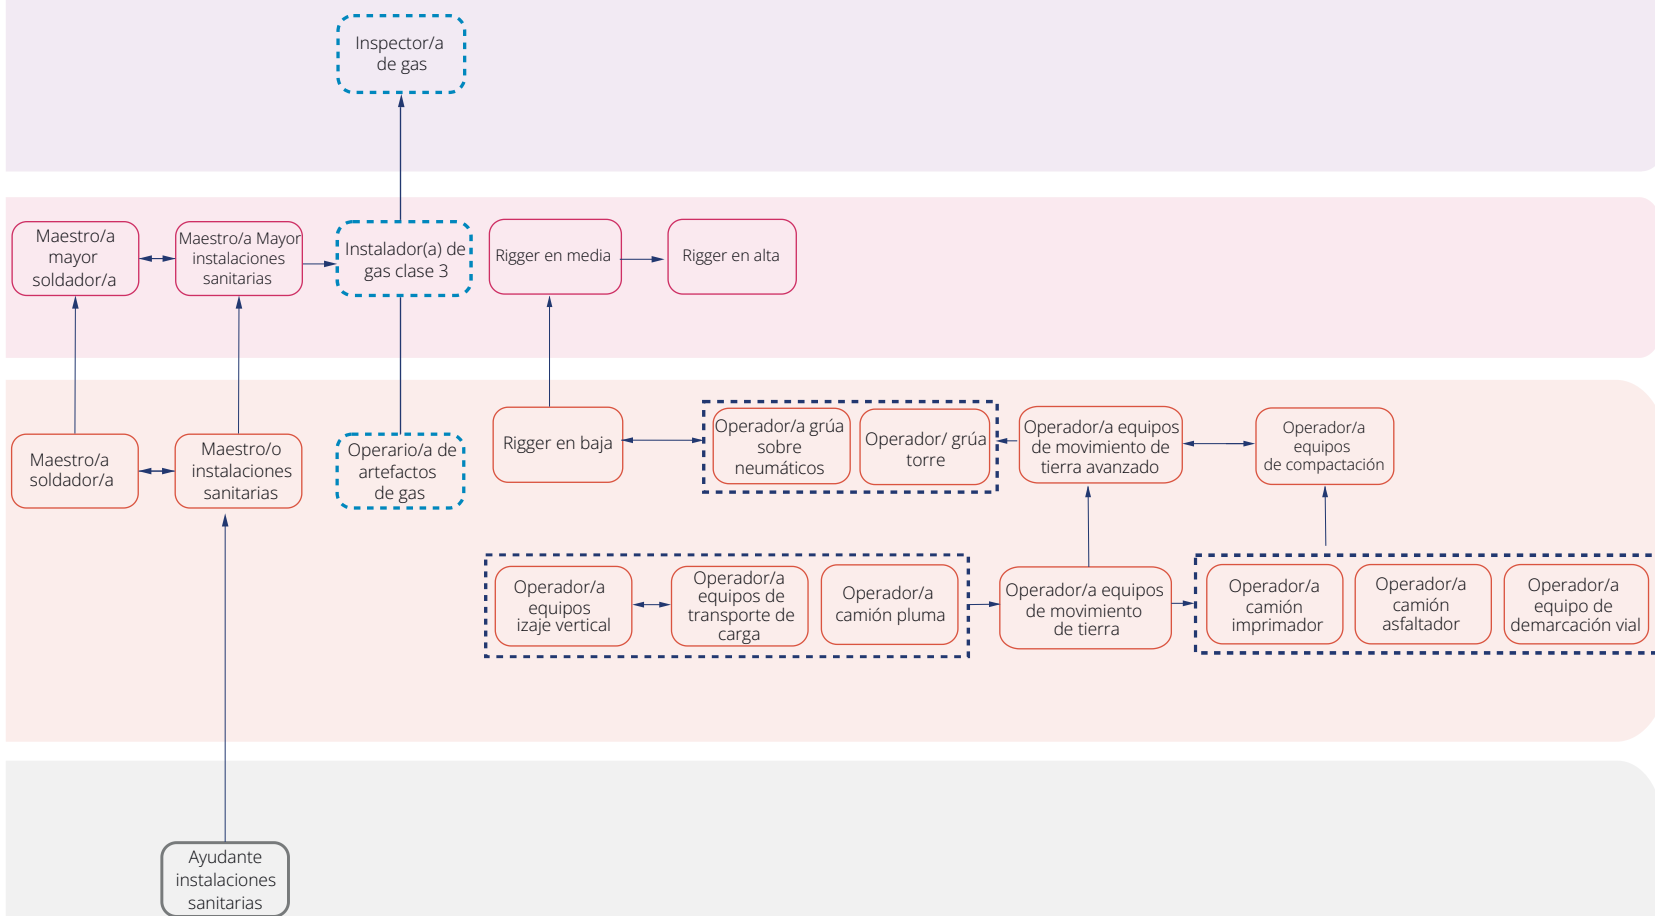 Inspector/a
de gas
Maestro/a
mayor
soldador/a
Maestro/a Mayor
instalaciones
sanitarias
Instalador(a) de
gas clase 3
Rigger en media
Rigger en alta
Maestro/a
soldador/a
Maestro/o
instalaciones
sanitarias
Operario/a de
artefactos
de gas
Rigger en baja
Operador/a grúa
sobre
neumáticos
Operador/ grúa
torre
Operador/a equipos
de movimiento de
tierra avanzado
Operador/a
equipos
de compactación
Operador/a
equipos
izaje vertical
Operador/a
equipos de
transporte de
carga
Operador/a
camión pluma
Operador/a equipos
de movimiento
de tierra
Operador/a
camión
imprimador
Operador/a
camión
asfaltador
Operador/a
equipo de
demarcación vial
Ayudante
instalaciones
sanitarias